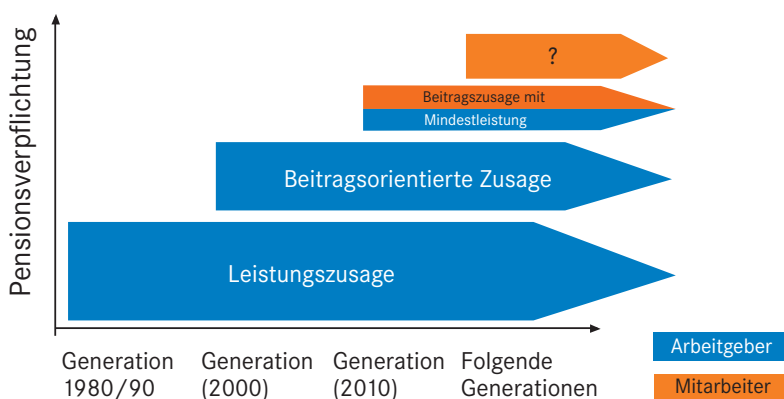 Pensionsverpflichtung
?
Beitragszusage mit
Mindestleistung
Beitragsorientierte Zusage
Leistungszusage
Generation
1980/90
Generation
(2000)
Generation
(2010)
Folgende
Generationen
Arbeitgeber
Mitarbeiter